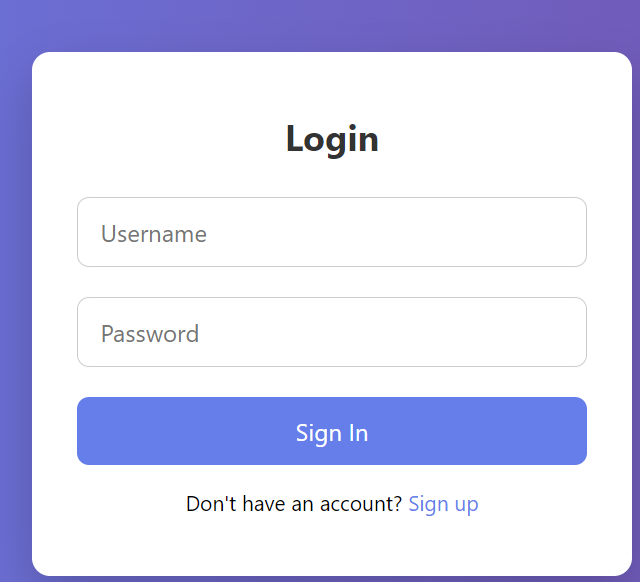 Login
Username
Password
Sign In
Don't have an account? Sign up